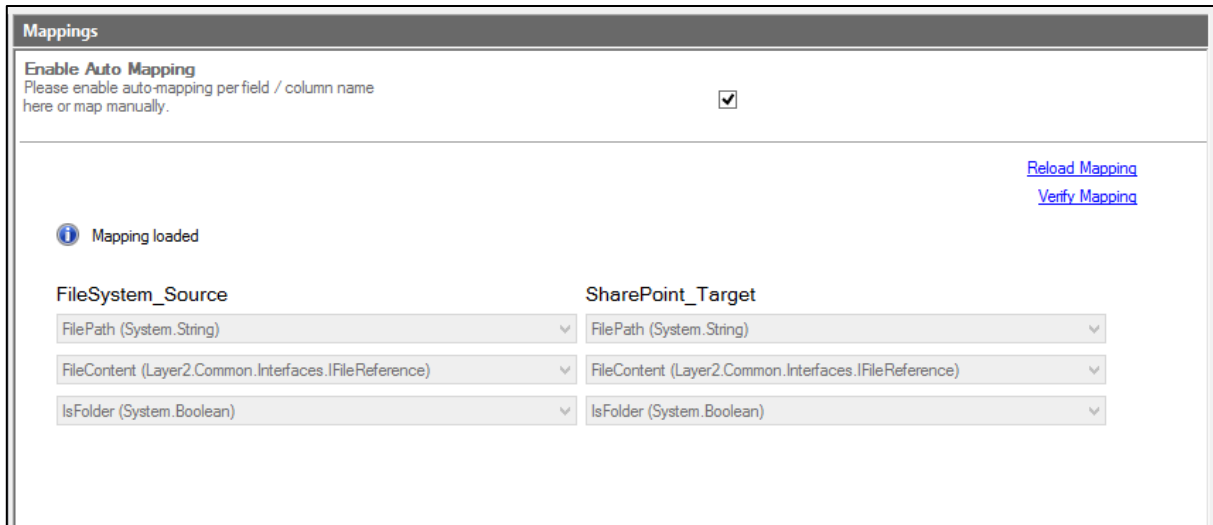 Mappings
Enable Auto Mapping
Please enable auto-mapping per field / column name
here or map manually.
Reload Mapping
Verify Mapping
Mapping loaded
FileSystem_Source SharePoint_Target
FilePath (System.String) FilePath (System.String)
FileContent (Layer2.Common.Interfaces.IFileReference) FileContent (Layer2.Common.Interfaces.IFileReference)
IsFolder (System.Boolean) IsFolder (System.Boolean)